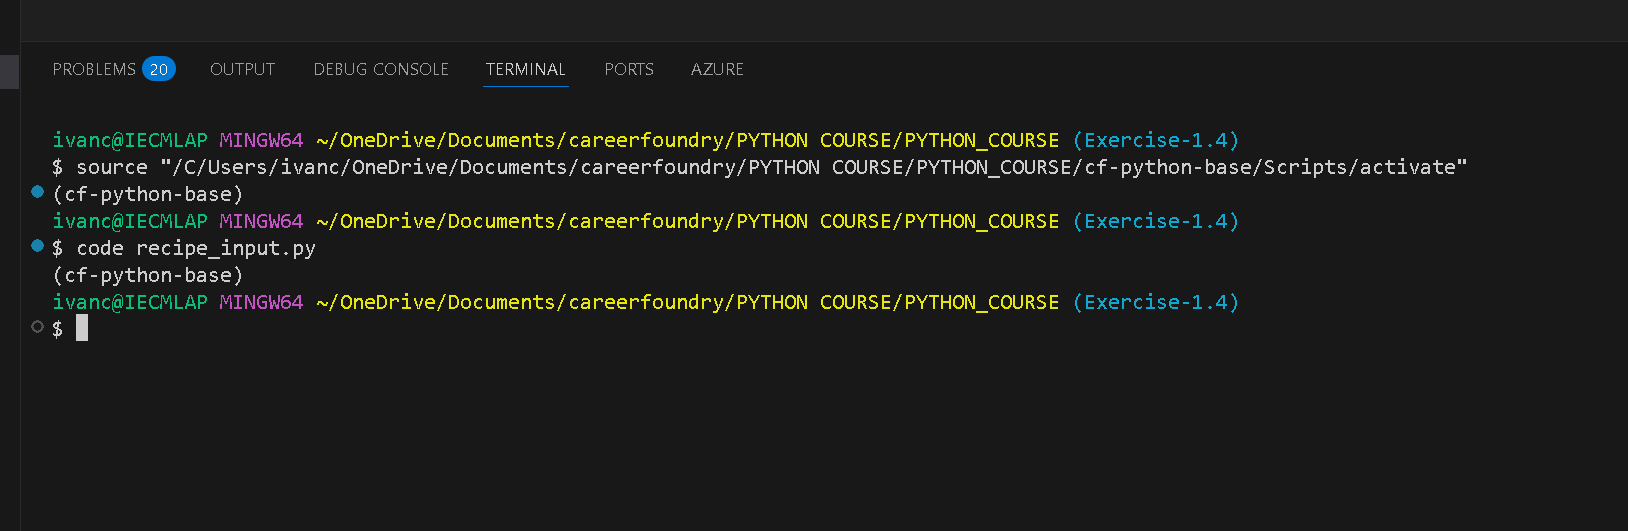 PROBLEMS 20 OUTPUT DEBUG CONSOLE TERMINAL PORTS AZURE
ivanc@IECMLAP MINGW64 ~/OneDrive/Documents/careerfoundry/PYTHON COURSE/PYTHON_COURSE (Exercise-1.4)
$ source "/C/Users/ivanc/OneDrive/Documents/careerfoundry/PYTHON COURSE/PYTHON_COURSE/cf-python-base/Scripts/activate"
(cf-python-base)
ivanc@IECMLAP MINGW64 ~/OneDrive/Documents/careerfoundry/PYTHON COURSE/PYTHON_COURSE (Exercise-1.4)
$ code recipe_input.py
(cf-python-base)
ivanc@IECMLAP MINGW64 ~/OneDrive/Documents/careerfoundry/PYTHON COURSE/PYTHON_COURSE (Exercise-1.4)
$